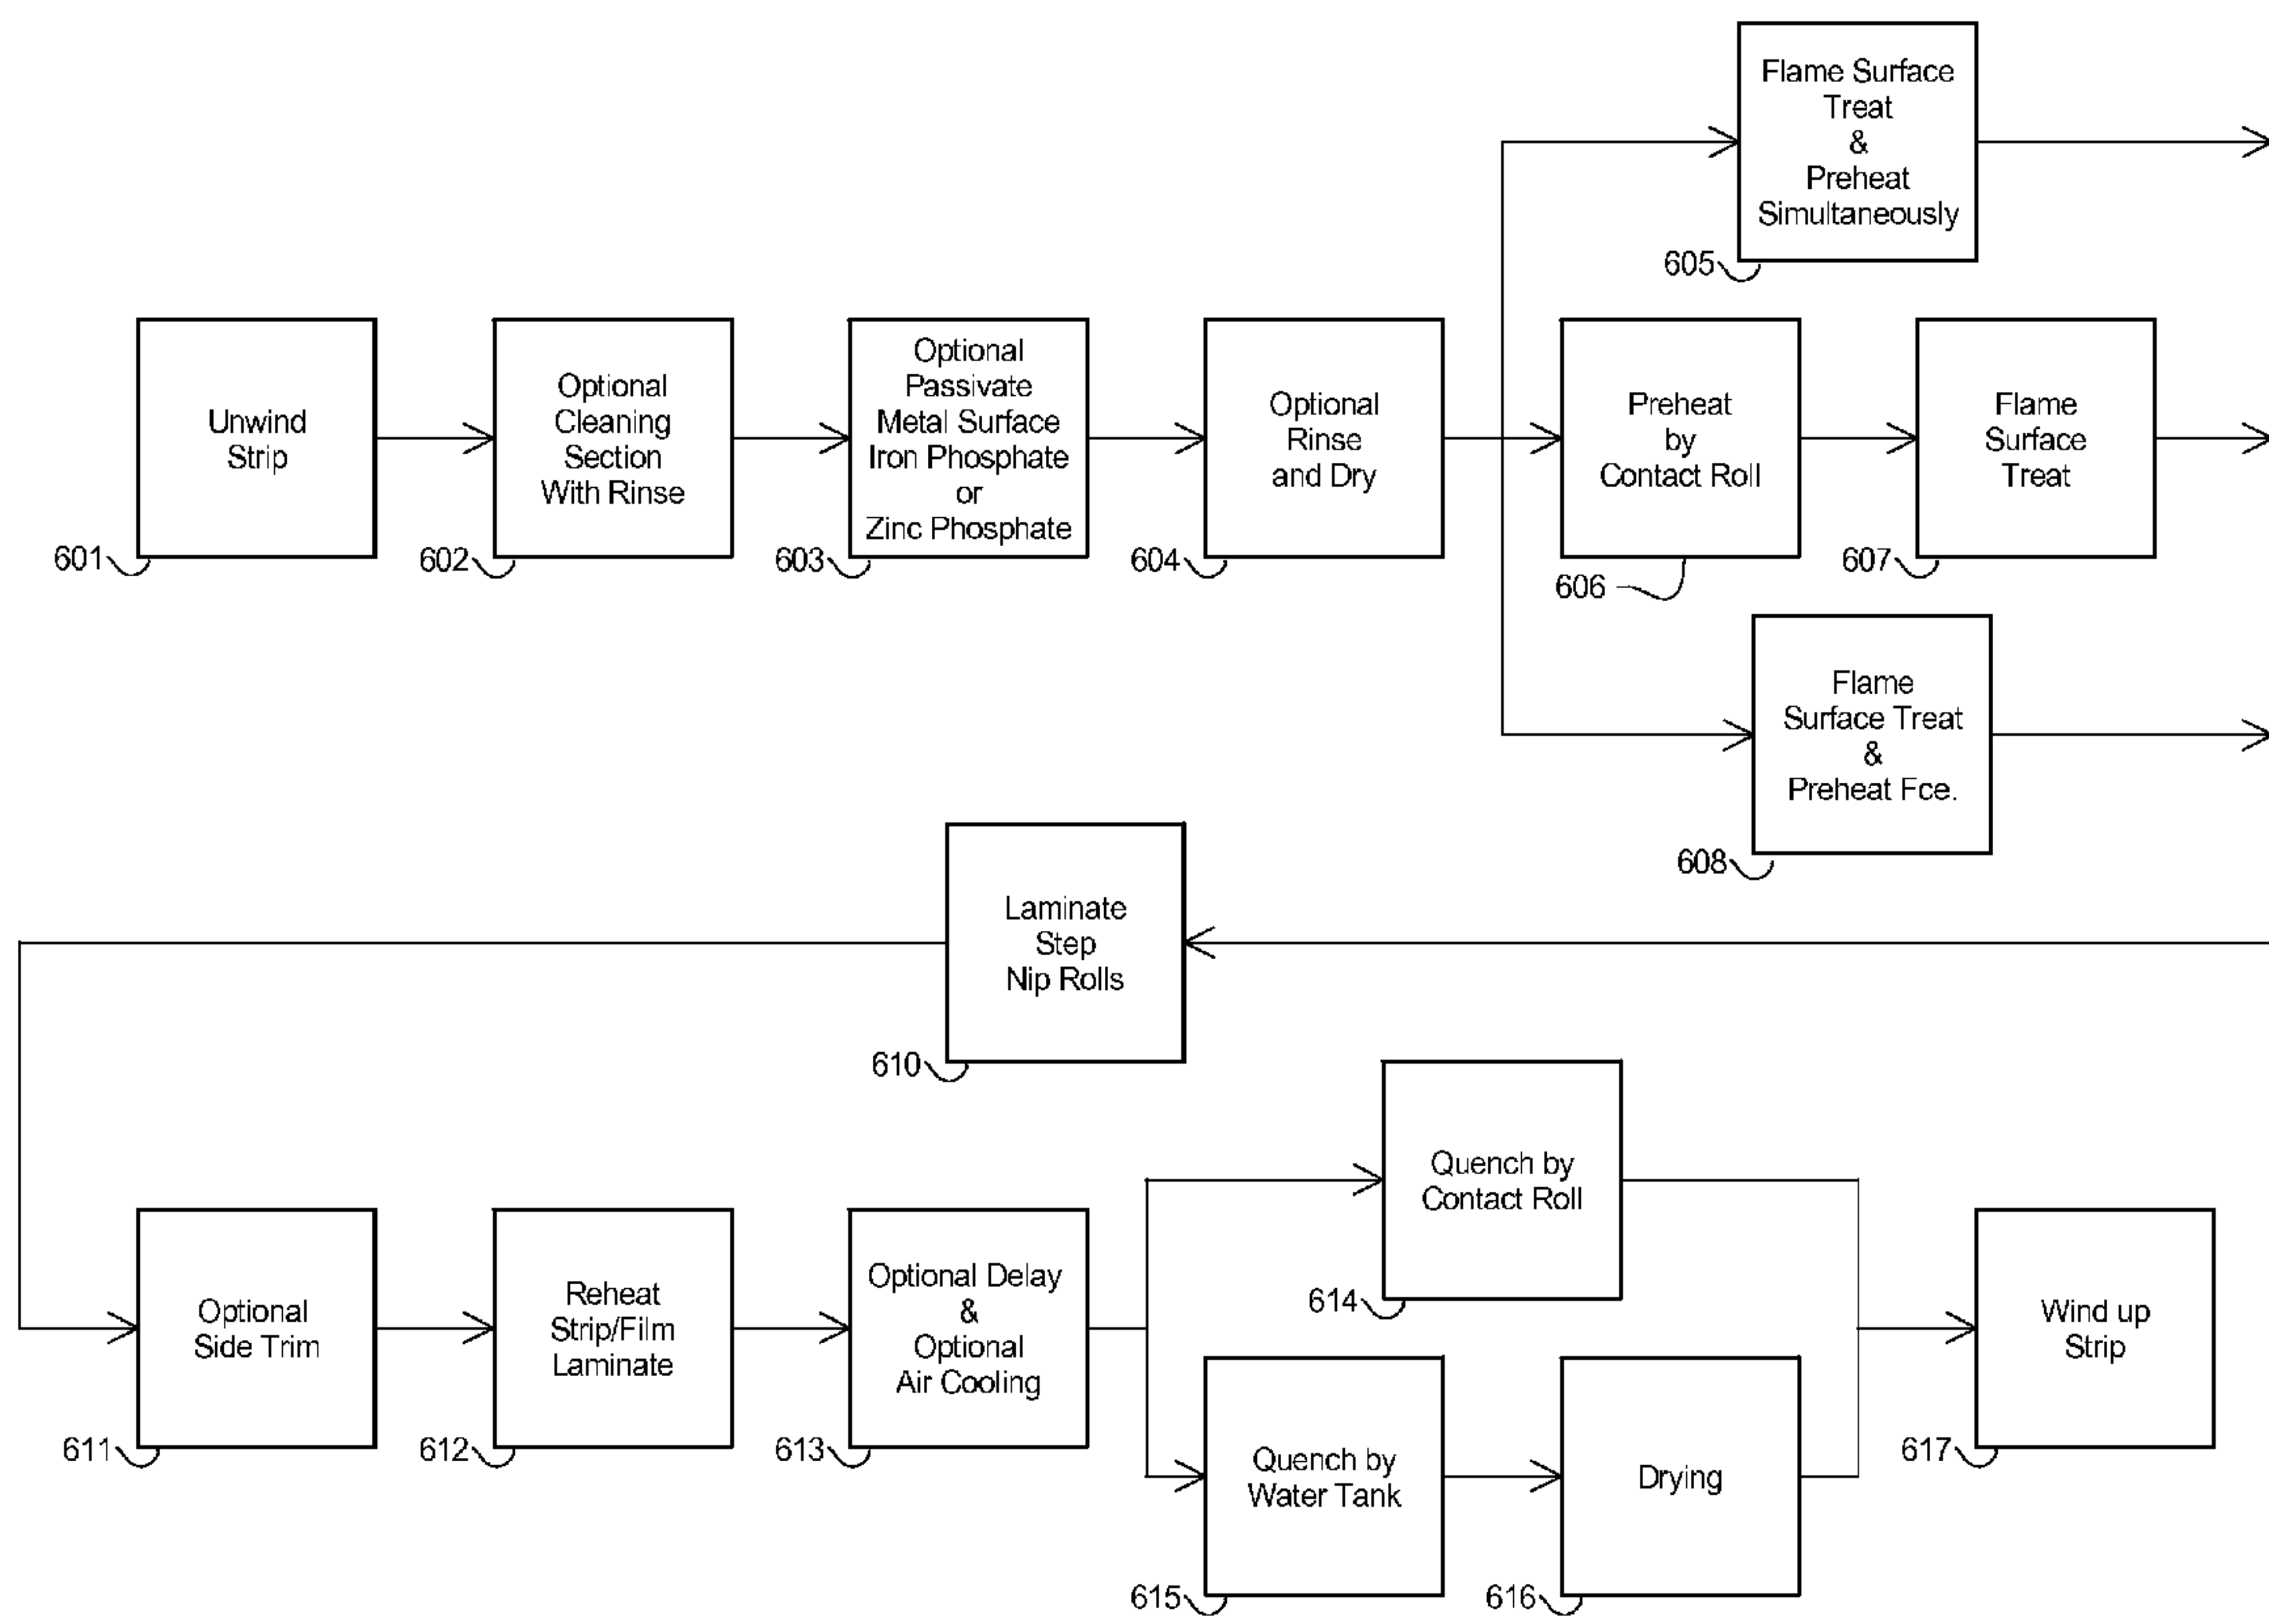 Flame Surface
Treat
&
Preheat
Simultaneously
605
Unwind
Strip
601
Optional
Cleaning
Section
With Rinse
602
Optional
Passivate
Metal Surface
Iron Phosphate
or
Zinc Phosphate
603
Optional
Rinse
and Dry
604
Preheat
by
Contact Roll
606
Flame
Surface
Treat
607
Flame
Surface Treat
&
Preheat Fce.
608
Laminate
Step
Nip Rolls
610
Optional
Side Trim
611
Reheat
Strip/Film
Laminate
612
Optional Delay
&
Optional
Air Cooling
613
Quench by
Contact Roll
614
Quench by
Water Tank
615
Drying
616
Wind up
Strip
617